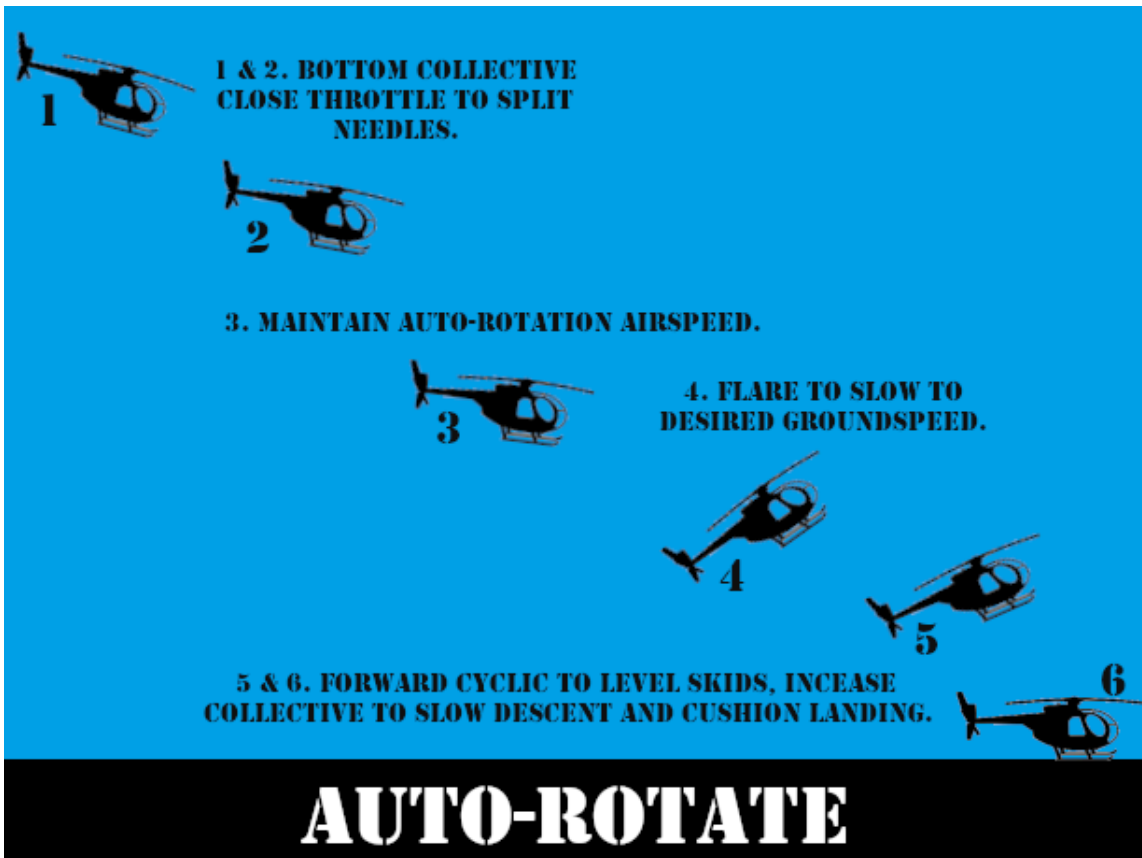 1 & 2. BOTTOM COLLECTIVE
CLOSE THROTTLE TO SPLIT
NEEDLES.
1
2
3. MAINTAIN AUTO-ROTATION AIRSPEED.
3
4. FLARE TO SLOW TO
DESIRED GROUNDSPEED.
4
5
5 & 6. FORWARD CYCLIC TO LEVEL SKIDS, INCEASE
COLLECTIVE TO SLOW DESCENT AND CUSHION LANDING.
6
AUTO-ROTATE